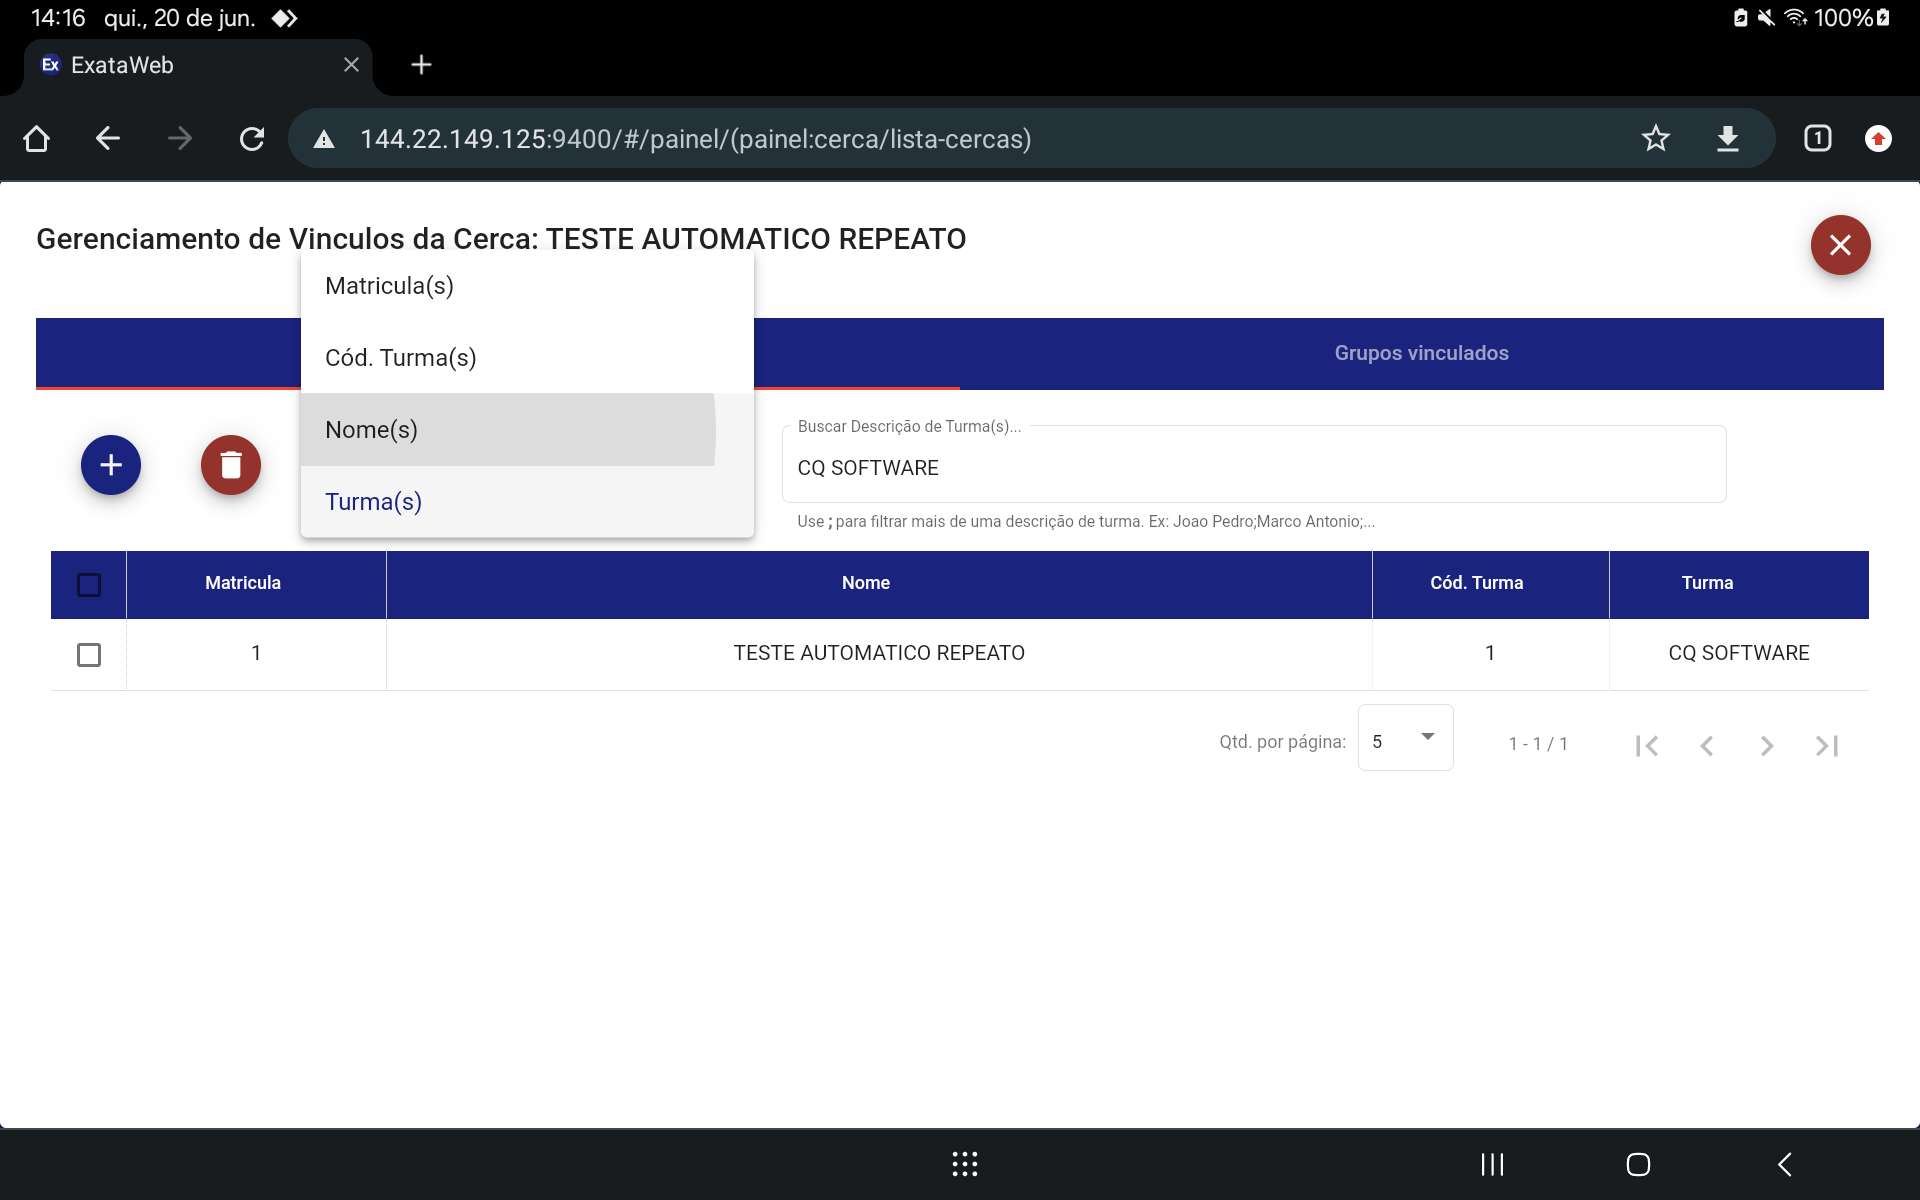 14:16 qui., 20 de jun. 100%
Ex ExataWeb
144.22.149.125:9400/#/painel/(painel:cerca/lista-cercas) 1
Gerenciamento de Vinculos da Cerca: TESTE AUTOMATICO REPEATO
Matricula(s)
Cód. Turma(s)
Nome(s)
Turma(s)
Grupos vinculados
Buscar Descrição de Turma(s)...
CQ SOFTWARE
Use ; para filtrar mais de uma descrição de turma. Ex: Joao Pedro;Marco Antonio;...
Matricula Nome Cód. Turma Turma
1 TESTE AUTOMATICO REPEATO 1 CQ SOFTWARE
Qtd. por página: 5 1 - 1 / 1